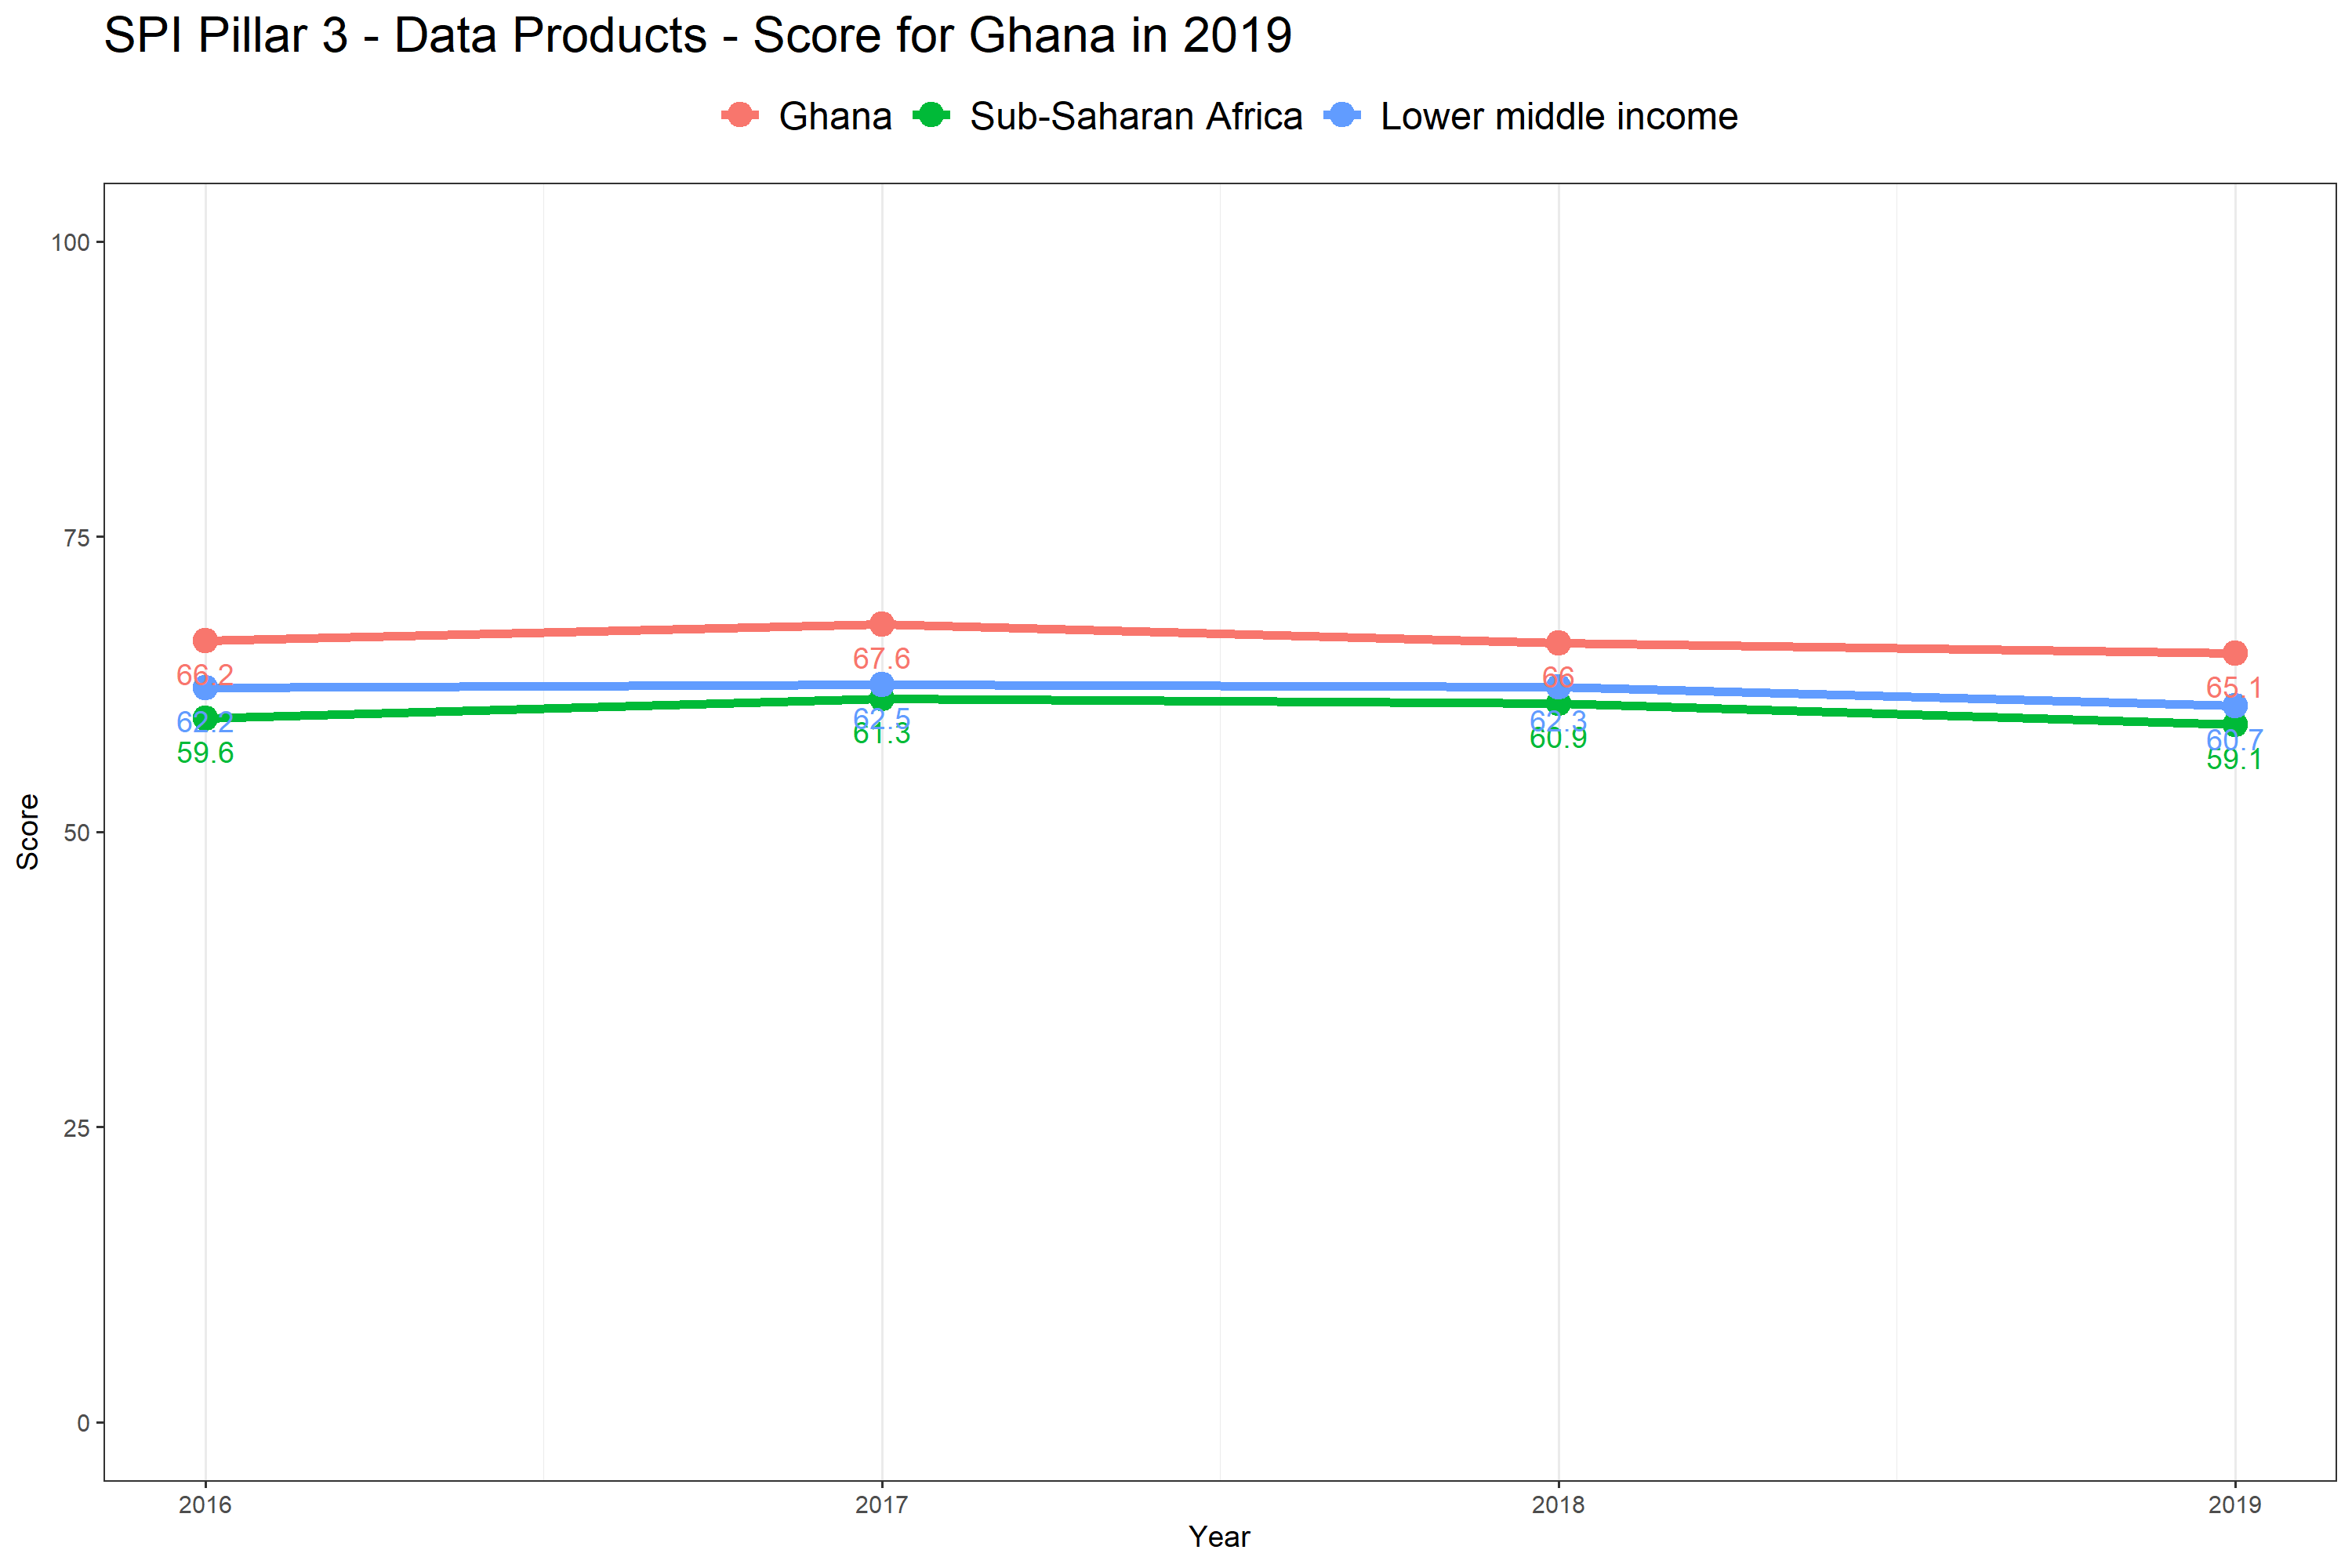 SPI Pillar 3 - Data Products - Score for Ghana in 2019
Ghana Sub-Saharan Africa Lower middle income
100
75
50
25
0
Score
66.2 67.6 66 65.1
62.2 62.5 62.3 60.7
59.6 61.3 60.9 59.1
2016 2017 2018 2019
Year